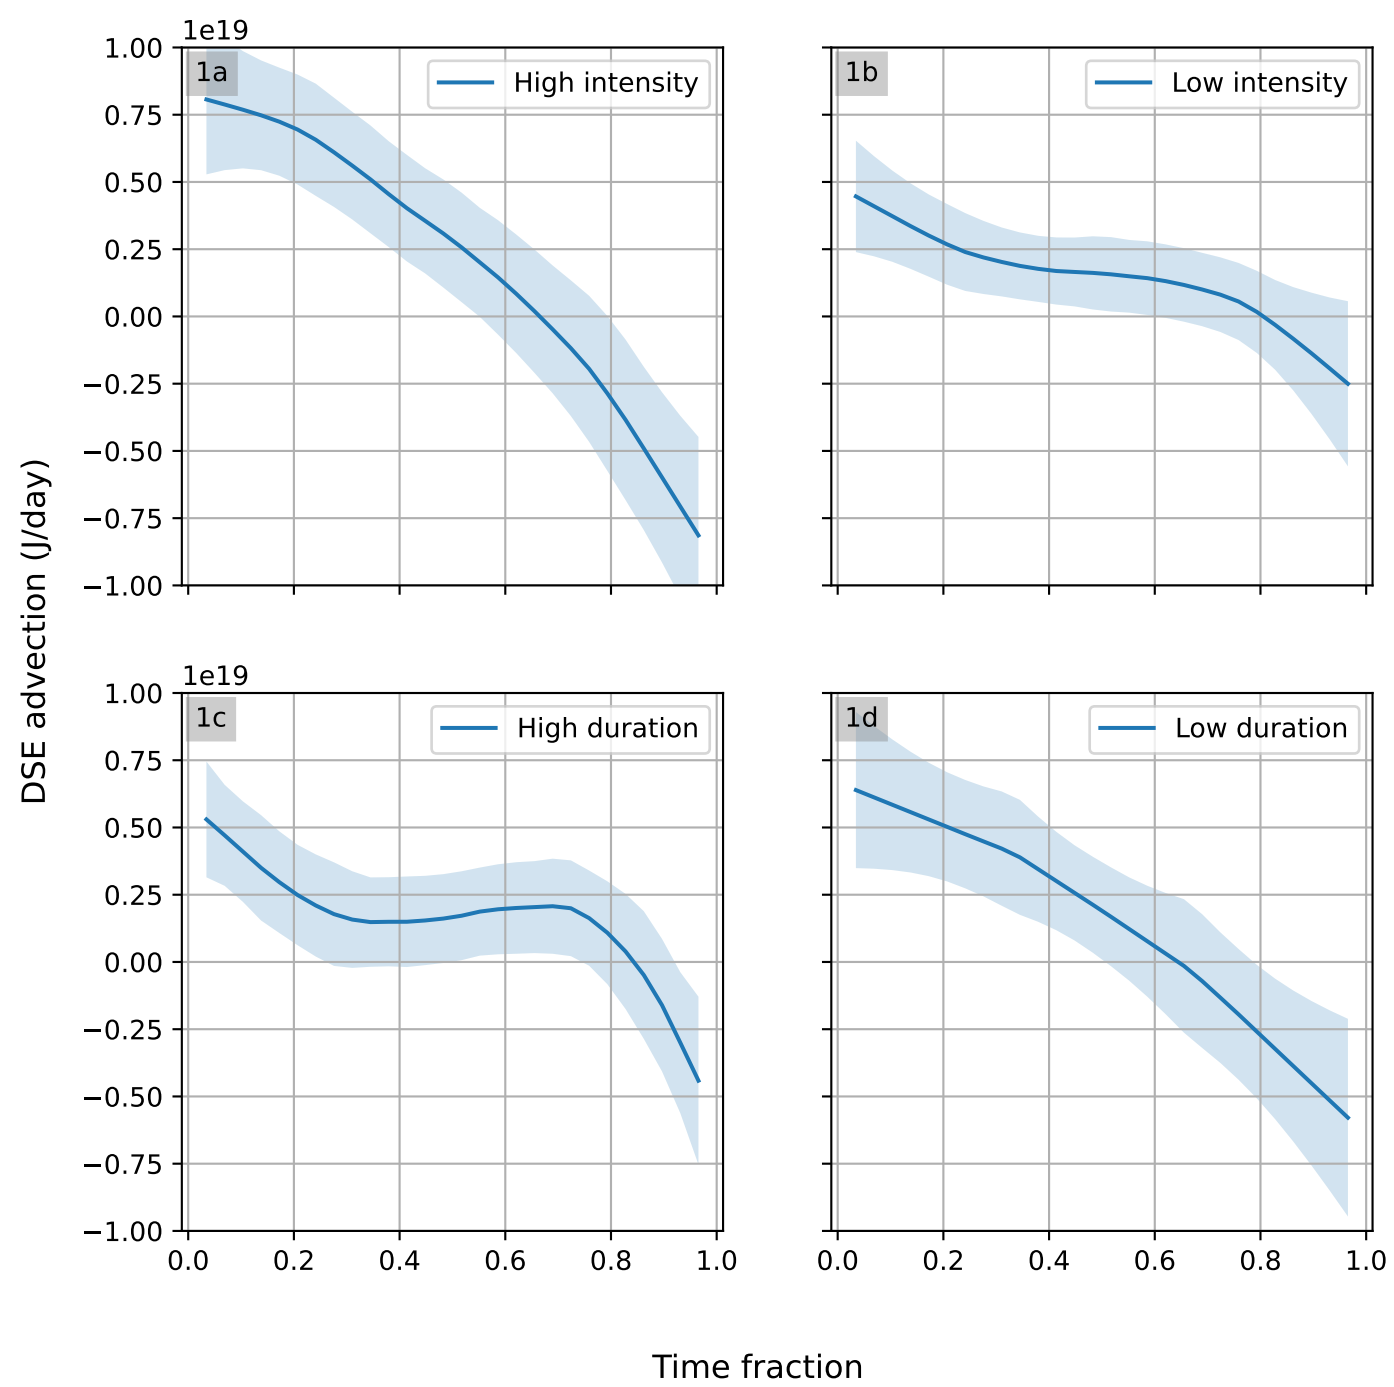 1e19
1.00
0.75
0.50
0.25
0.00
−0.25
−0.50
−0.75
−1.00
1a
High intensity
1b
Low intensity
DSE advection (J/day)
1e19
1.00
0.75
0.50
0.25
0.00
−0.25
−0.50
−0.75
−1.00
1c
High duration
1d
Low duration
0.0 0.2 0.4 0.6 0.8 1.0
0.0 0.2 0.4 0.6 0.8 1.0
Time fraction